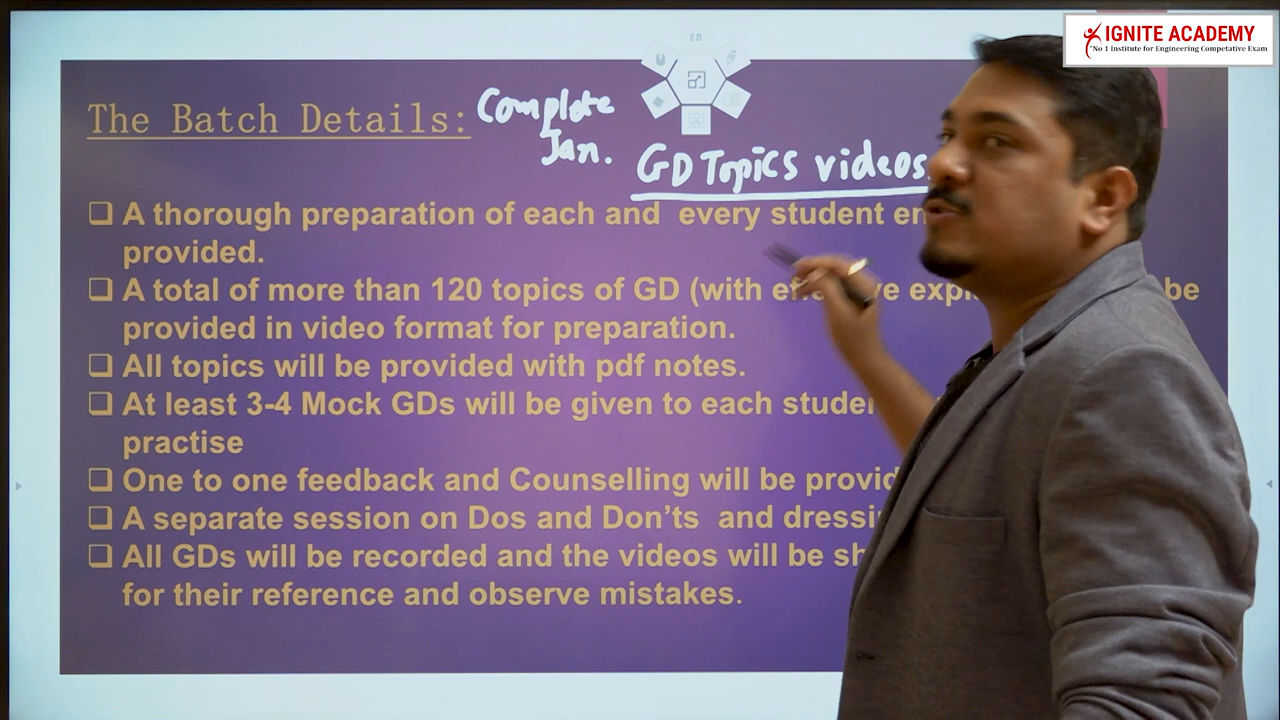 IGNITE ACADEMY
"No 1 Institute for Engineering Competative Exam
The Batch Details:
Complate
Jan.
GD Topics videos.
❑ A thorough preparation of each and every student
provided.
❑ A total of more than 120 topics of GD (with be
provided in video format for preparation.
❑ All topics will be provided with pdf notes.
❑ At least 3-4 Mock GDs will be given to each
practise
❑ One to one feedback and Counselling will be
❑ A separate session on Dos and Don'ts and
❑ All GDs will be recorded and the videos will be
for their reference and observe mistakes.